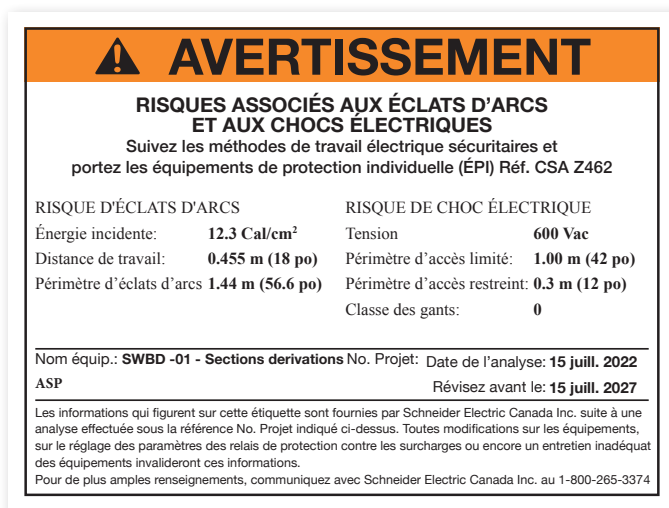 AVERTISSEMENT
RISQUES ASSOCIÉS AUX ÉCLATS D'ARCS
ET AUX CHOCS ÉLECTRIQUES
Suivez les méthodes de travail électrique sécuritaires et
portez les équipements de protection individuelle (ÉPI) Réf. CSA Z462
RISQUE D'ÉCLATS D'ARCS
Énergie incidente: 12.3 Cal/cm²
Distance de travail: 0.455 m (18 po)
Périmètre d'éclats d'arcs 1.44 m (56.6 po)
RISQUE DE CHOC ÉLECTRIQUE
Tension 600 Vac
Périmètre d'accès limité: 1.00 m (42 po)
Périmètre d'accès restreint: 0.3 m (12 po)
Classe des gants: 0
Nom équip.: SWBD -01 - Sections derivations No. Projet: Date de l'analyse: 15 juill. 2022
ASP Révisez avant le: 15 juill. 2027
Les informations qui figurent sur cette étiquette sont fournies par Schneider Electric Canada Inc. suite à une
analyse effectuée sous la référence No. Projet indiqué ci-dessus. Toutes modifications sur les équipements,
sur le réglage des paramètres des relais de protection contre les surcharges ou encore un entretien inadéquat
des équipements invalideront ces informations.
Pour de plus amples renseignements, communiquez avec Schneider Electric Canada Inc. au 1-800-265-3374